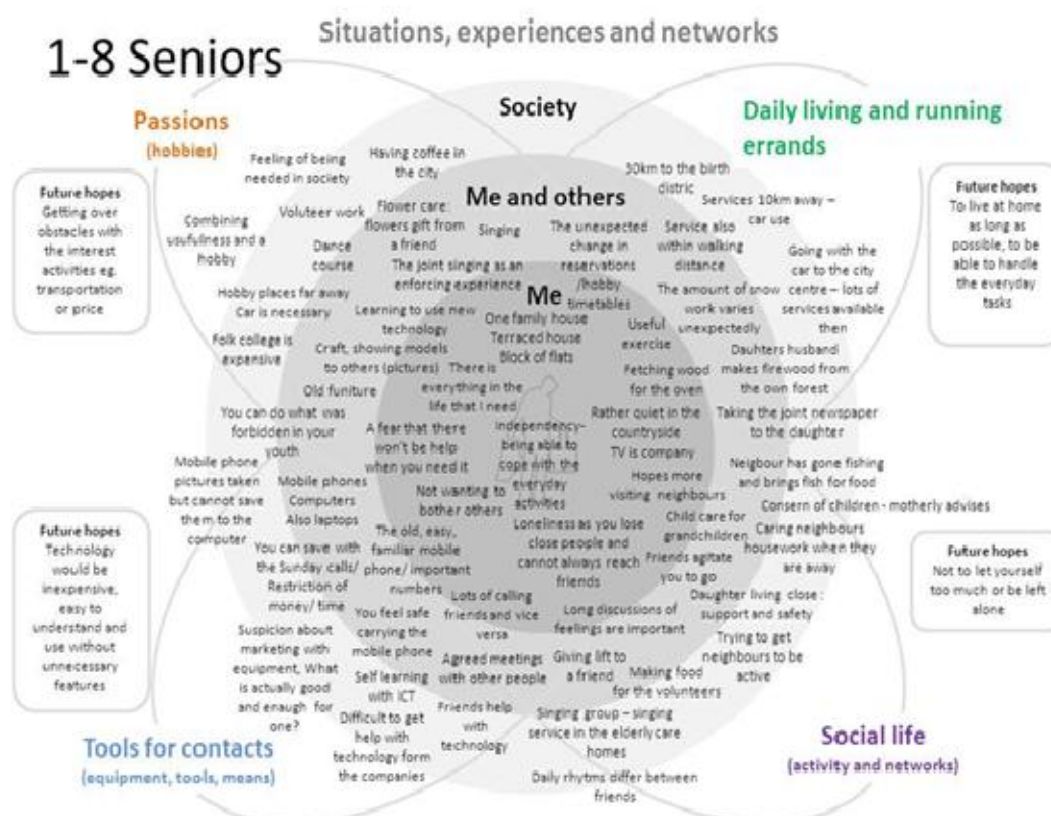 Situations, experiences and networks
1-8 Seniors
Society
Passions
(hobbies)
Daily living and running
errands
Future hopes
Getting over
obstacles with
the interest
activities eg.
transportation
or price
Future hopes
To live at home
as long as
possible, to be
able to handle
the everyday
tasks
Feeling of being
needed in society
Having coffee in
the city
30km to the birth
distric
Services 10km away –
car use
Me and others
Combining
usyfullness and a
hobby
Voluteer work
Flower care:
flowers gift from
a friend
Singing
The unexpected
change in
reservations
/hobby
timetables
Service also
within walking
distance
Going with the
car to the city
centre – lots of
services available
then
Dance
course
The joint singing as an
enforcing experience
Me
The amount of snow
work varies
unexpectedly
Hobby places far away
Car is necessary
Learning to use new
technology
One family house
Terraced house
Block of flats
Useful
exercise
Folk college is
expensive
Craft, showing models
to others (pictures)
There is
everything in the
life that I need
Dauhters husband
makes firewood from
the own forest
Fetching wood
for the oven
Old funiture
You can do what was
forbidden in your
youth
A fear that there
won't be help
when you need it
Independency–
being able to
cope with the
everyday
activities
Rather quiet in the
countryside
TV is company
Taking the joint newspaper
to the daughter
Mobile phone
pictures taken
but cannot save
them to the
computer
Mobile phones
Computers
Also laptops
Not wanting to
bother others
Hopes more
visiting neighbours
Neigbour has gone fishing
and brings fish for food
Consern of children - motherly advises
Future hopes
Technology
would be
inexpensive,
easy to
understand and
use without
unnecessary
features
Future hopes
Not to let yourself
too much or be left
alone
The old, easy,
familiar mobile
phone/ important
numbers
Loneliness as you lose
close people and
cannot always reach
friends
Child care for
grandchildren
Caring neighbours
housework when they
are away
You can save with
the Sunday calls/
Restriction of
money/ time
Friends agitate
you to go
Daughter living close:
support and safety
You feel safe
carrying the
mobile phone
Lots of calling
friends and vice
versa
Long discussions of
feelings are important
Trying to get
neighbours to be
active
Suspicion about
marketing with
equipment, What
is actually good
and enaugh for
one?
Self learning
with ICT
Agreed meetings
with other people
Giving lift to
a friend
Making food
for the volunteers
Difficult to get
help with
technology form
the companies
Friends help
with
technology
Singing group – singing
service in the elderly care
homes
Daily rhytms differ between
friends
Tools for contacts
(equipment, tools, means)
Social life
(activity and networks)